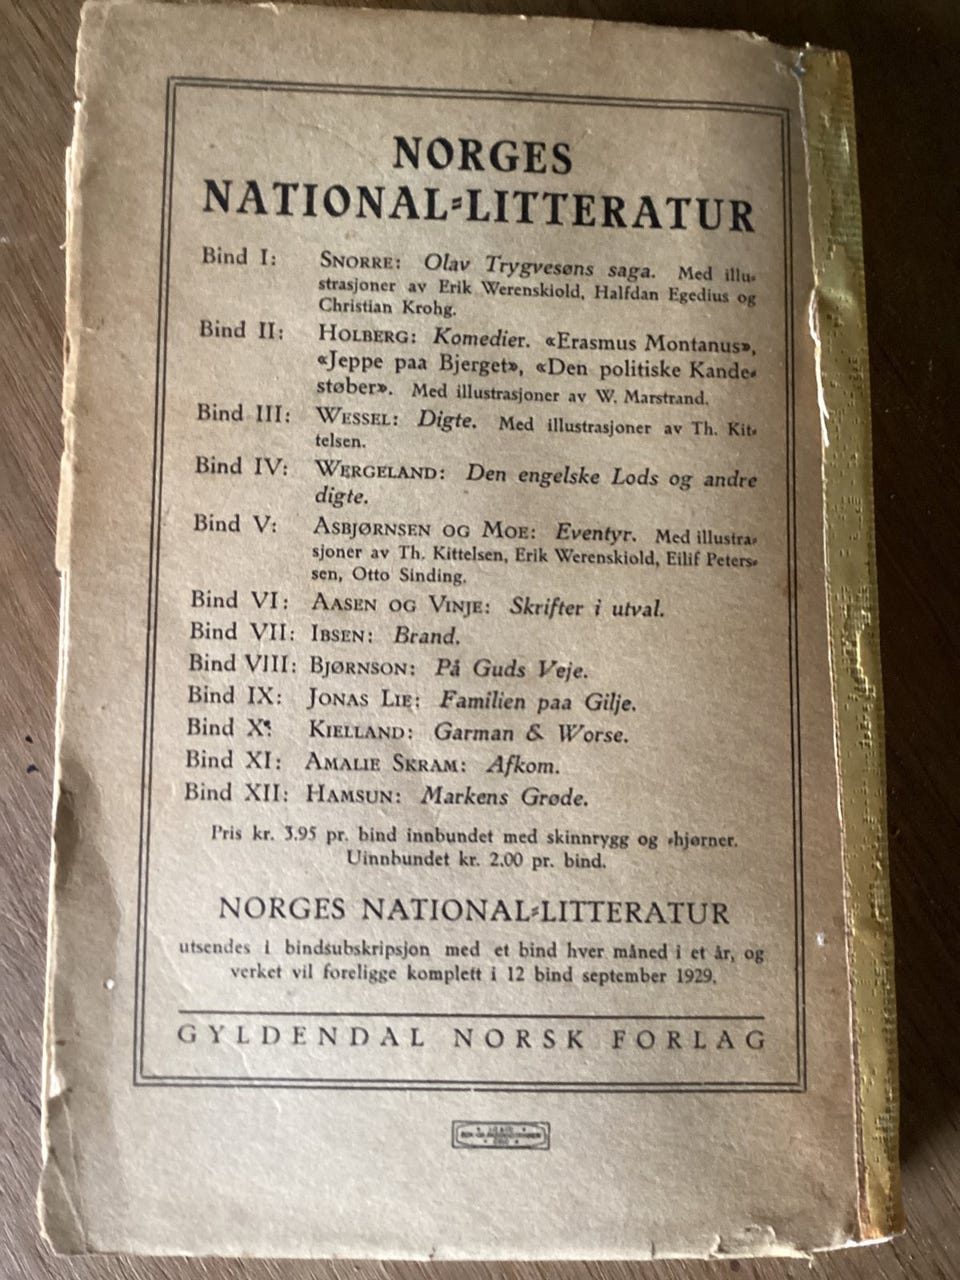 NORGES
NATIONAL-LITTERATUR
Bind I: SNORRE: Olav Trygvesøns saga. Med illu-
strasjoner av Erik Werenskiold, Halfdan Egedius og
Christian Krohg.
Bind II: HOLBERG: Komedier. «Erasmus Montanus»,
«Jeppe paa Bjerget», «Den politiske Kande-
støber». Med illustrasjoner av W. Marstrand.
Bind III: WESSEL: Digte. Med illustrasjoner av Th. Kit-
telsen.
Bind IV: WERGELAND: Den engelske Lods og andre
digte.
Bind V: ASBJØRNSEN OG MOE: Eventyr. Med illustra-
sjoner av Th. Kittelsen, Erik Werenskiold, Eilif Peters-
sen, Otto Sinding.
Bind VI: AASEN OG VINJE: Skrifter i utval.
Bind VII: IBSEN: Brand.
Bind VIII: BJØRNSON: På Guds Veje.
Bind IX: JONAS LIE: Familien paa Gilje.
Bind X: KIELLAND: Garman & Worse.
Bind XI: AMALIE SKRAM: Afkom.
Bind XII: HAMSUN: Markens Grøde.
Pris kr. 3.95 pr. bind innbundet med skinnrygg og -hjørner.
Uinnbundet kr. 2.00 pr. bind.
NORGES NATIONAL-LITTERATUR
utsendes i bindsubskripsjon med et bind hver måned i et år, og
verket vil foreligge komplett i 12 bind september 1929.
GYLDENDAL NORSK FORLAG